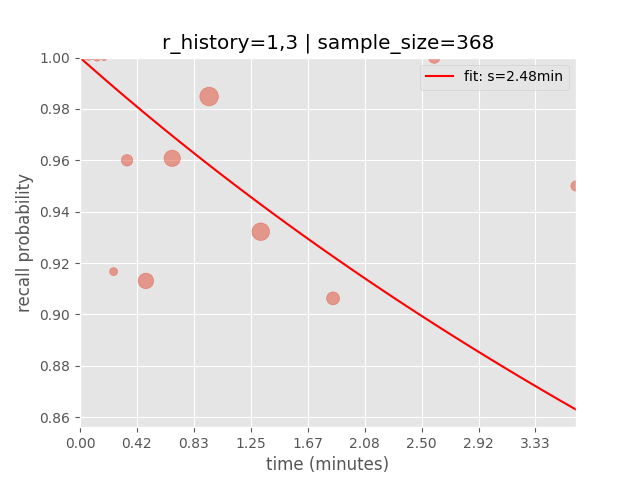 r_history=1,3 | sample_size=368
fit: s=2.48min
1.00
0.98
0.96
0.94
0.92
0.90
0.88
0.86
recall probability
0.00 0.42 0.83 1.25 1.67 2.08 2.50 2.92 3.33
time (minutes)